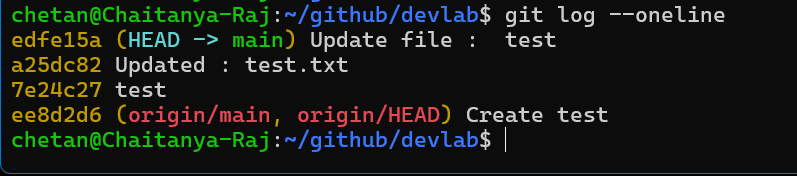 chetan@Chaitanya-Raj:~/github/devlab$ git log --oneline
edfe15a (HEAD -> main) Update file :  test
a25dc82 Updated : test.txt
7e24c27 test
ee8d2d6 (origin/main, origin/HEAD) Create test
chetan@Chaitanya-Raj:~/github/devlab$